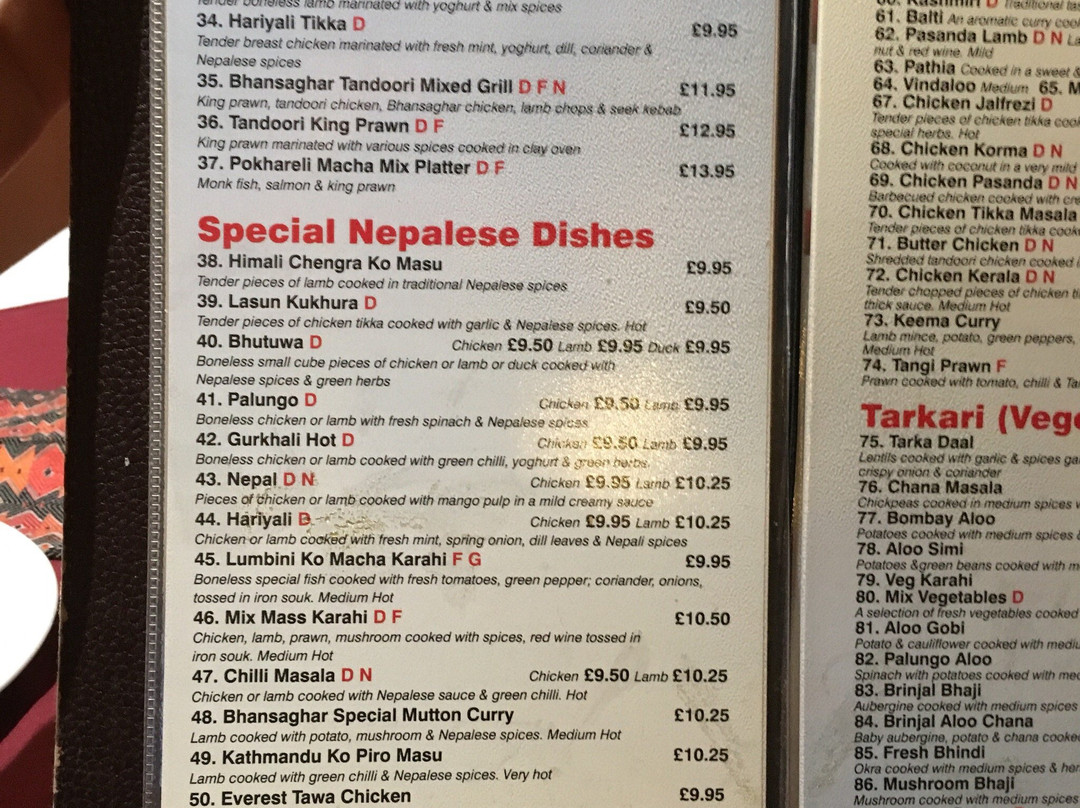 Tender boneless lamb marinated with yoghurt & mix spices
34. Hariyali Tikka D £9.95
Tender breast chicken marinated with fresh mint, yoghurt, dill, coriander &
Nepalese spices
35. Bhansaghar Tandoori Mixed Grill D F N £11.95
King prawn, tandoori chicken, Bhansaghar chicken, lamb chops & seek kebab
36. Tandoori King Prawn D F £12.95
King prawn marinated with various spices cooked in clay oven
37. Pokhareli Macha Mix Platter D F £13.95
Monk fish, salmon & king prawn
Special Nepalese Dishes
38. Himali Chengra Ko Masu £9.95
Tender pieces of lamb cooked in traditional Nepalese spices
39. Lasun Kukhura D £9.50
Tender pieces of chicken tikka cooked with garlic & Nepalese spices. Hot
40. Bhutuwa D Chicken £9.50 Lamb £9.95 Duck £9.95
Boneless small cube pieces of chicken or lamb or duck cooked with
Nepalese spices & green herbs
41. Palungo D Chicken £9.50 Lamb £9.95
Boneless chicken or lamb with fresh spinach & Nepalese spices
42. Gurkhali Hot D Chicken £9.50 Lamb £9.95
Boneless chicken or lamb cooked with green chilli, yoghurt & green herbs.
43. Nepal D N Chicken £9.95 Lamb £10.25
Pieces of chicken or lamb cooked with mango pulp in a mild creamy sauce
44. Hariyali D Chicken £9.95 Lamb £10.25
Chicken or lamb cooked with fresh mint, spring onion, dill leaves & Nepali spices
45. Lumbini Ko Macha Karahi F G £9.95
Boneless special fish cooked with fresh tomatoes, green pepper, coriander, onions,
tossed in iron souk. Medium Hot
46. Mix Mass Karahi D F £10.50
Chicken, lamb, prawn, mushroom cooked with spices, red wine tossed in
iron souk. Medium Hot
47. Chilli Masala D N Chicken £9.50 Lamb £10.25
Chicken or lamb cooked with Nepalese sauce & green chilli. Hot
48. Bhansaghar Special Mutton Curry £10.25
Lamb cooked with potato, mushroom & Nepalese spices. Medium Hot
49. Kathmandu Ko Piro Masu £10.25
Lamb cooked with green chilli & Nepalese spices. Very hot
50. Everest Tawa Chicken £9.95
60. Kashmiri D Traditional
61. Balti An aromatic curry
62. Pasanda Lamb D N
nut & red wine. Mild
63. Pathia Cooked in a sweet &
64. Vindaloo Medium 65.
67. Chicken Jalfrezi D
Tender pieces of chicken tikka
special herbs. Hot
68. Chicken Korma D N
Cooked with coconut in a very mild
69. Chicken Pasanda D N
Barbecued chicken cooked with
70. Chicken Tikka Masala
Tender pieces of chicken tikka
71. Butter Chicken D N
Shredded tandoori chicken cooked
72. Chicken Kerala D N
Tender chopped pieces of chicken
thick sauce. Medium Hot
73. Keema Curry
Lamb mince, potato, green peppers,
Medium Hot
74. Tangi Prawn F
Prawn cooked with tomato, chilli &
Tarkari
75. Tarka Daal
Lentils cooked with garlic & spices
crispy onion & coriander
76. Chana Masala
Chickpeas cooked in medium spices
77. Bombay Aloo
Potatoes cooked with medium spices
78. Aloo Simi
Potatoes &green beans cooked with
79. Veg Karahi
80. Mix Vegetables D
A selection of fresh vegetables cooked
81. Aloo Gobi
Potato & cauliflower cooked with
82. Palungo Aloo
Spinach with potatoes cooked with
83. Brinjal Bhaji
Aubergine cooked with medium spices
84. Brinjal Aloo Chana
Baby aubergine, potato & chana
85. Fresh Bhindi
Okra cooked with medium spices &
86. Mushroom Bhaji
Mushroom cooked with medium spices